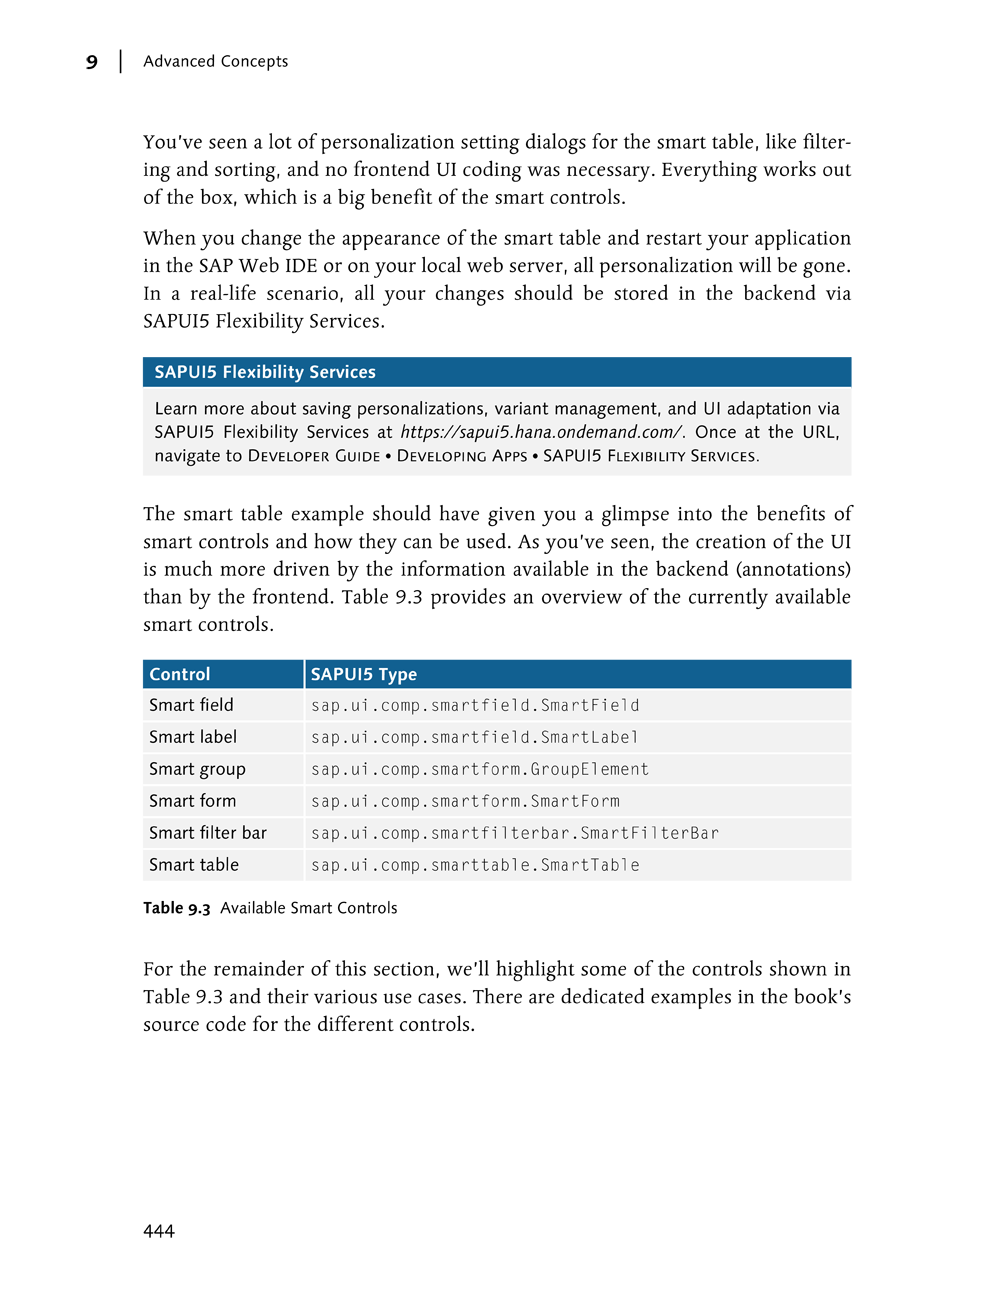 9 | Advanced Concepts
You've seen a lot of personalization setting dialogs for the smart table, like filter-
ing and sorting, and no frontend UI coding was necessary. Everything works out
of the box, which is a big benefit of the smart controls.
When you change the appearance of the smart table and restart your application
in the SAP Web IDE or on your local web server, all personalization will be gone.
In a real-life scenario, all your changes should be stored in the backend via
SAPUI5 Flexibility Services.
SAPUI5 Flexibility Services
Learn more about saving personalizations, variant management, and UI adaptation via
SAPUI5 Flexibility Services at https://sapui5.hana.ondemand.com/. Once at the URL,
navigate to DEVELOPER GUIDE • DEVELOPING APPS • SAPUI5 FLEXIBILITY SERVICES.
The smart table example should have given you a glimpse into the benefits of
smart controls and how they can be used. As you've seen, the creation of the UI
is much more driven by the information available in the backend (annotations)
than by the frontend. Table 9.3 provides an overview of the currently available
smart controls.
Control SAPUI5 Type
Smart field sap.ui.comp.smartfield.SmartField
Smart label sap.ui.comp.smartfield.SmartLabel
Smart group sap.ui.comp.smartform.GroupElement
Smart form sap.ui.comp.smartform.SmartForm
Smart filter bar sap.ui.comp.smartfilterbar.SmartFilterBar
Smart table sap.ui.comp.smarttable.SmartTable
Table 9.3 Available Smart Controls
For the remainder of this section, we'll highlight some of the controls shown in
Table 9.3 and their various use cases. There are dedicated examples in the book's
source code for the different controls.
444